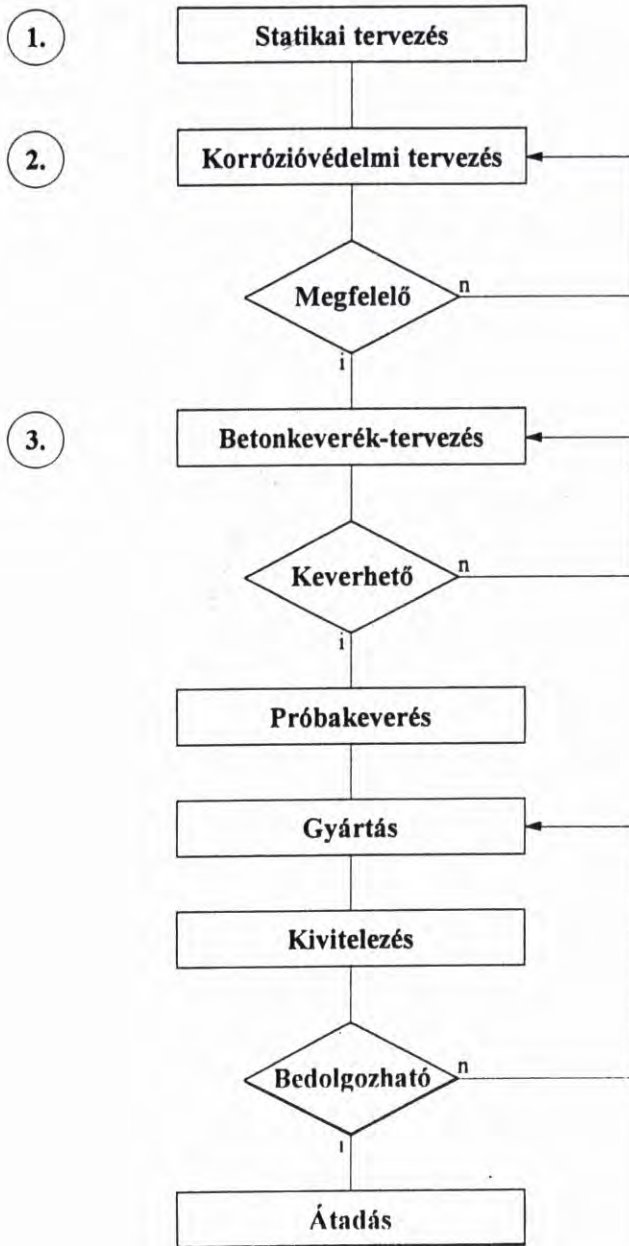 1.
Statikai tervezés
2.
Korrózióvédelmi tervezés
Megfelelő
n
i
3.
Betonkeverék-tervezés
Keverhető
n
i
Próbakeverés
Gyártás
Kivitelezés
Bedolgozható
n
i
Átadás